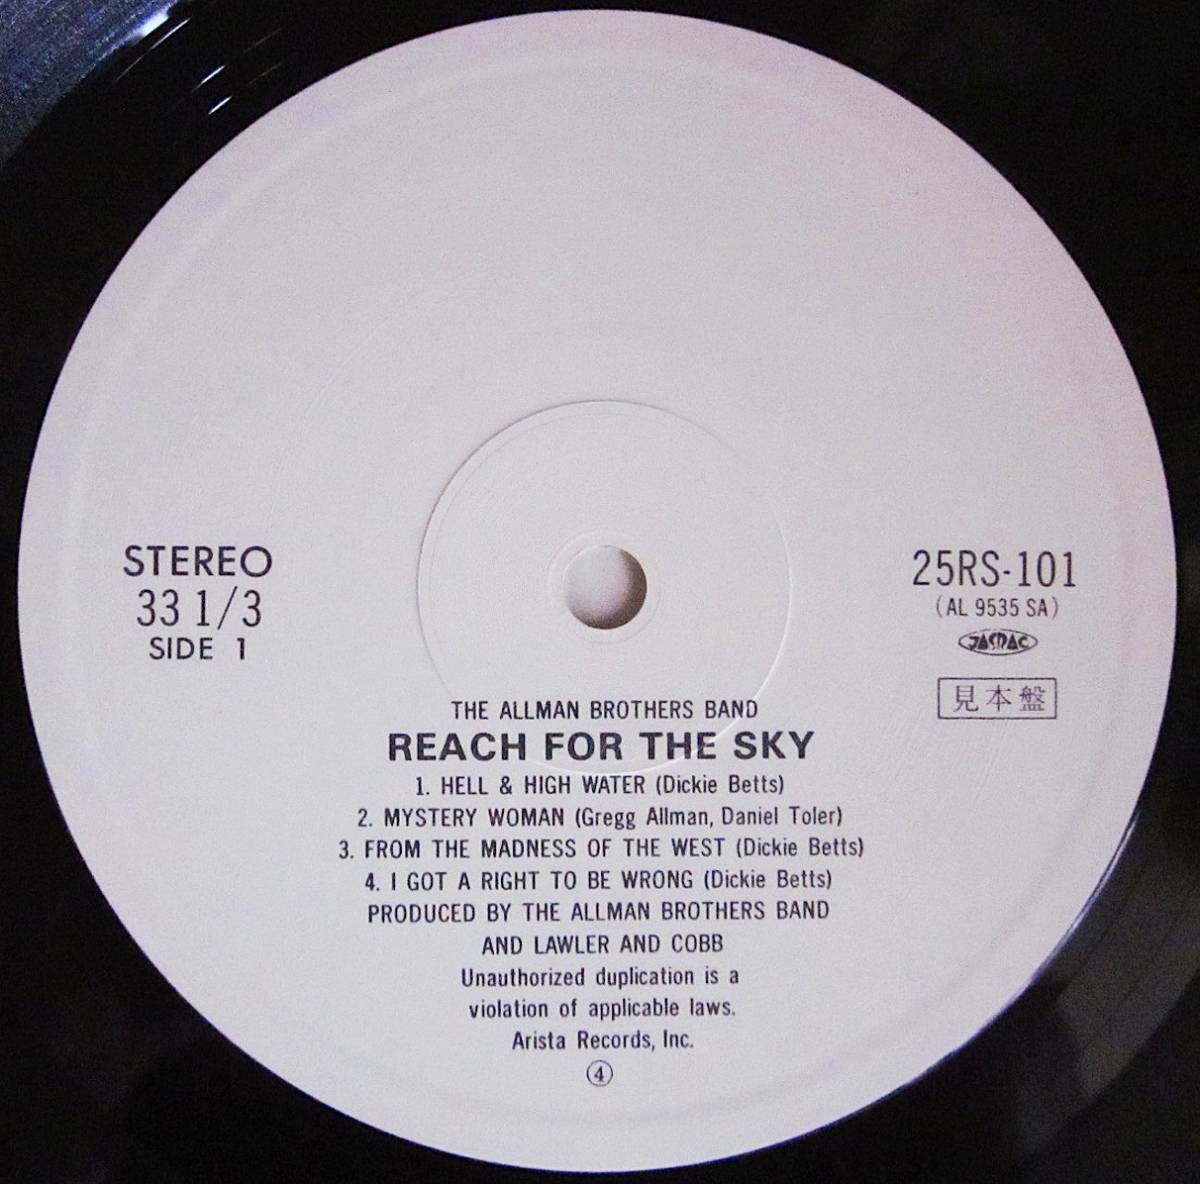 STEREO
33 1/3
SIDE 1
25RS-101
(AL 9535 SA)
JASRAC
見本盤
THE ALLMAN BROTHERS BAND
REACH FOR THE SKY
1. HELL & HIGH WATER (Dickie Betts)
2. MYSTERY WOMAN (Gregg Allman, Daniel Toler)
3. FROM THE MADNESS OF THE WEST (Dickie Betts)
4. I GOT A RIGHT TO BE WRONG (Dickie Betts)
PRODUCED BY THE ALLMAN BROTHERS BAND
AND LAWLER AND COBB
Unauthorized duplication is a
violation of applicable laws.
Arista Records, Inc.
④